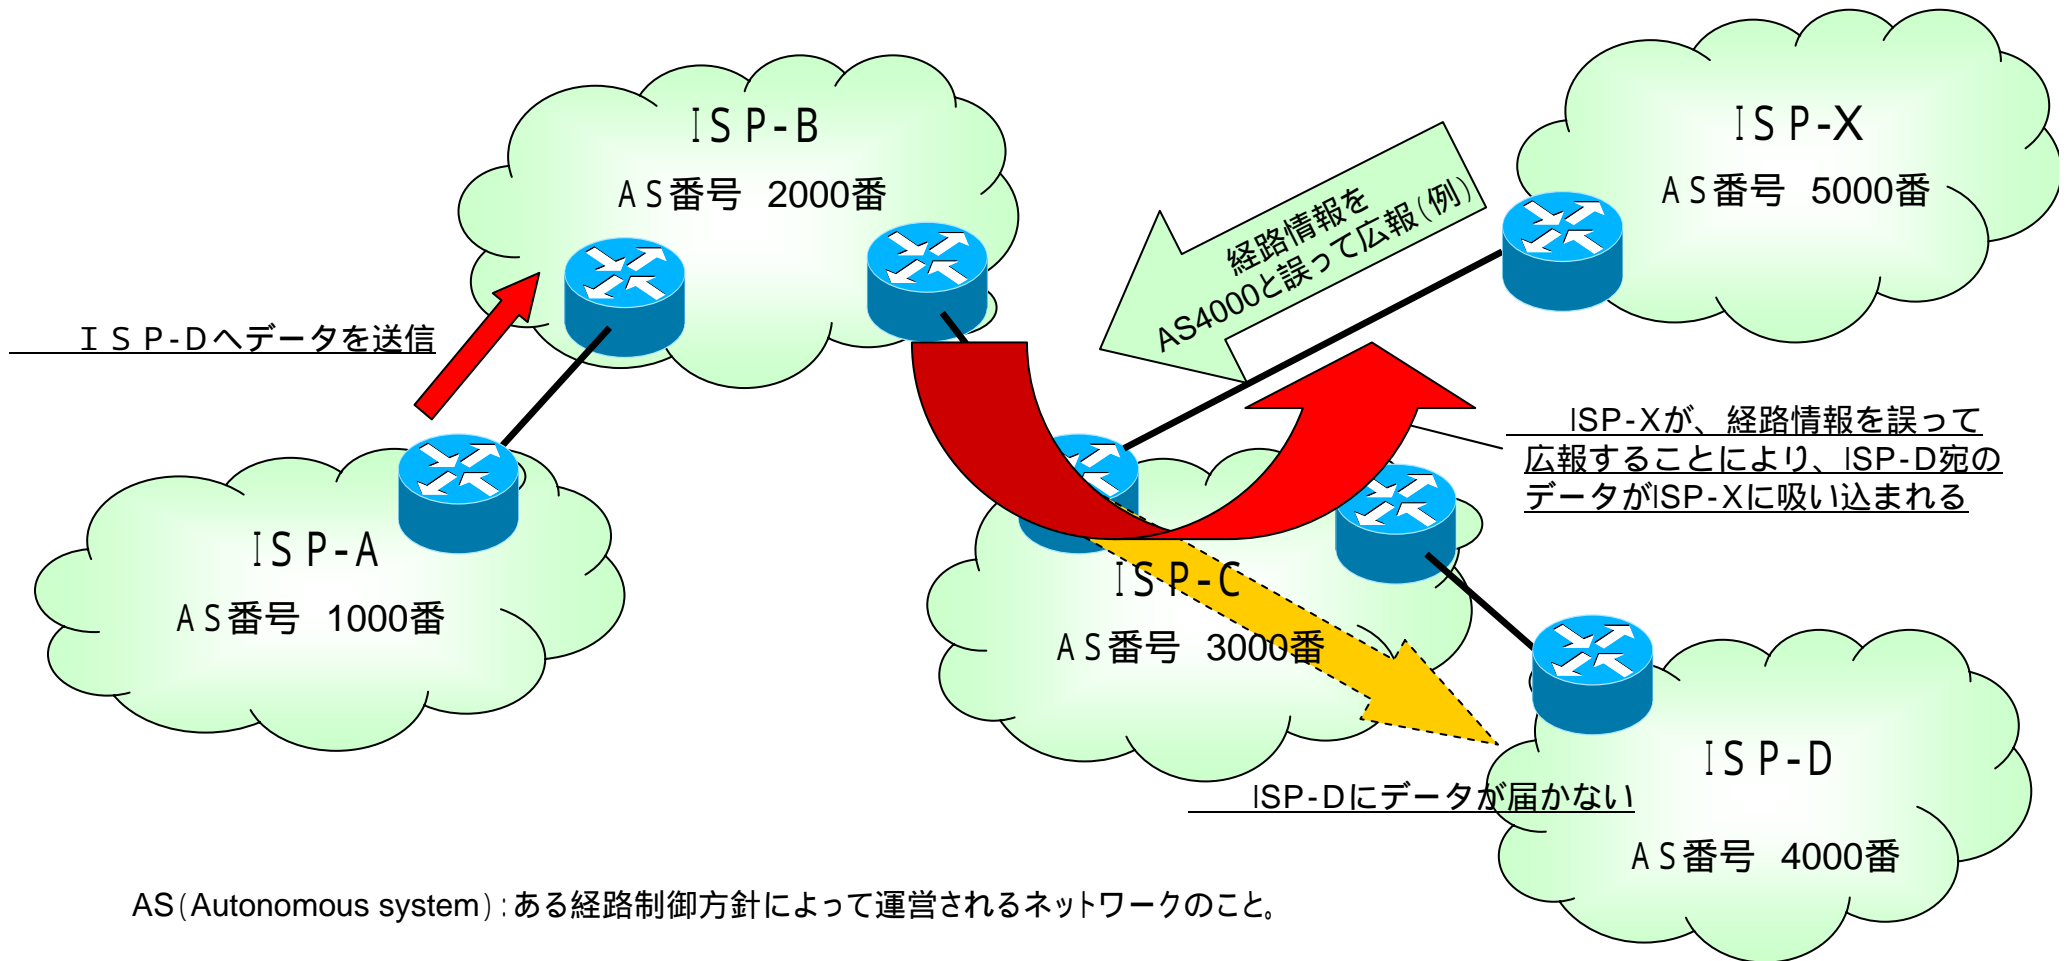 ISP-B
AS番号 2000番
ISP-X
AS番号 5000番
経路情報を
AS4000と誤って広報(例)
ISP-Dへデータを送信
ISP-Xが、経路情報を誤って
広報することにより、ISP-D宛の
データがISP-Xに吸い込まれる
ISP-A
AS番号 1000番
ISP-C
AS番号 3000番
ISP-D
AS番号 4000番
ISP-Dにデータが届かない
AS(Autonomous system):ある経路制御方針によって運営されるネットワークのこと。